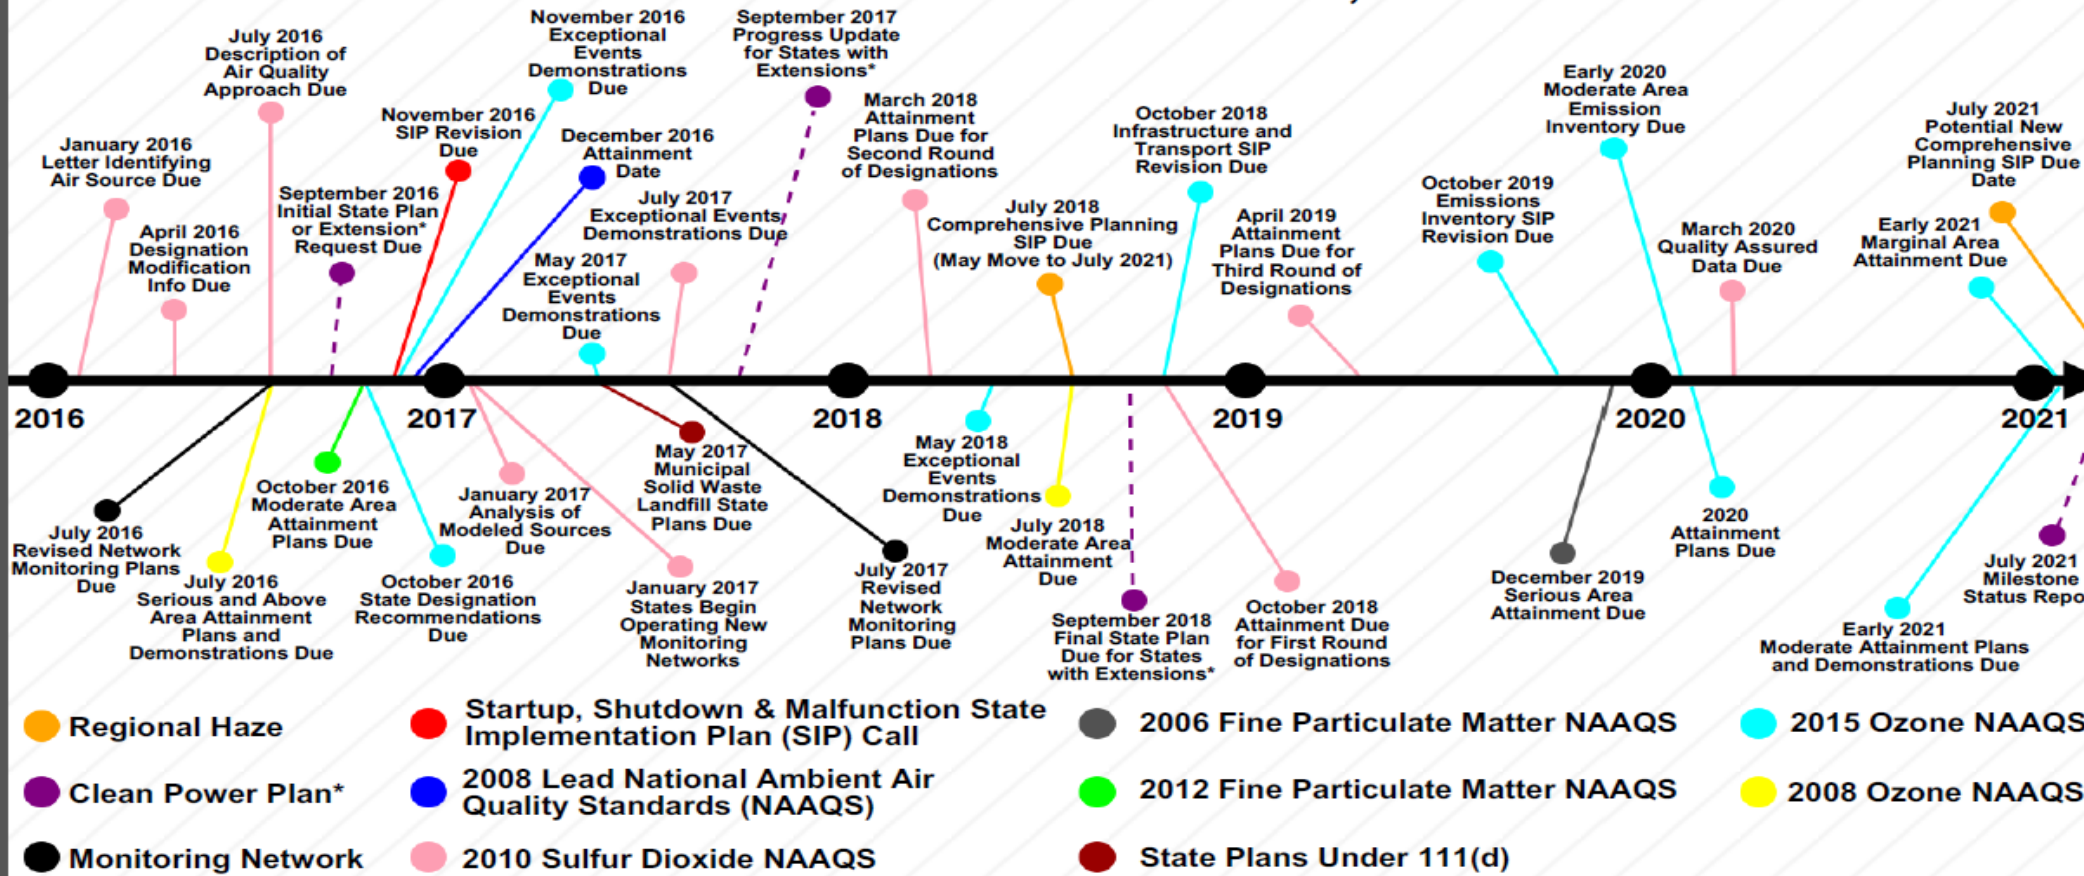 July 2016
Description of
Air Quality
Approach Due
November 2016
Exceptional
Events
Demonstrations
Due
September 2017
Progress Update
for States with
Extensions*
January 2016
Letter Identifying
Air Source Due
April 2016
Designation
Modification
Info Due
September 2016
Initial State Plan
or Extension*
Request Due
November 2016
SIP Revision
Due
December 2016
Attainment
Date
July 2017
Exceptional Events
Demonstrations Due
May 2017
Exceptional
Events
Demonstrations
Due
March 2018
Attainment
Plans Due for
Second Round
of Designations
July 2018
Comprehensive Planning
SIP Due
(May Move to July 2021)
October 2018
Infrastructure and
Transport SIP
Revision Due
April 2019
Attainment
Plans Due for
Third Round of
Designations
October 2019
Emissions
Inventory SIP
Revision Due
Early 2020
Moderate Area
Emission
Inventory Due
March 2020
Quality Assured
Data Due
Early 2021
Marginal Area
Attainment Due
July 2021
Potential New
Comprehensive
Planning SIP Due
Date
2016
2017
2018
2019
2020
2021
July 2016
Revised Network
Monitoring Plans
Due
July 2016
Serious and Above
Area Attainment
Plans and
Demonstrations Due
October 2016
Moderate Area
Attainment
Plans Due
October 2016
State Designation
Recommendations
Due
January 2017
Analysis of
Modeled Sources
Due
January 2017
States Begin
Operating New
Monitoring
Networks
May 2017
Municipal
Solid Waste
Landfill State
Plans Due
July 2017
Revised
Network
Monitoring
Plans Due
May 2018
Exceptional
Events
Demonstrations
Due
July 2018
Moderate Area
Attainment
Due
September 2018
Final State Plan
Due for States
with Extensions*
October 2018
Attainment Due
for First Round
of Designations
December 2019
Serious Area
Attainment Due
2020
Attainment
Plans Due
Early 2021
Moderate Attainment Plans
and Demonstrations Due
July 2021
Milestone
Status Repo
Regional Haze
Startup, Shutdown & Malfunction State
Implementation Plan (SIP) Call
2006 Fine Particulate Matter NAAQS
2015 Ozone NAAQS
Clean Power Plan*
2008 Lead National Ambient Air
Quality Standards (NAAQS)
2012 Fine Particulate Matter NAAQS
2008 Ozone NAAQS
Monitoring Network
2010 Sulfur Dioxide NAAQS
State Plans Under 111(d)